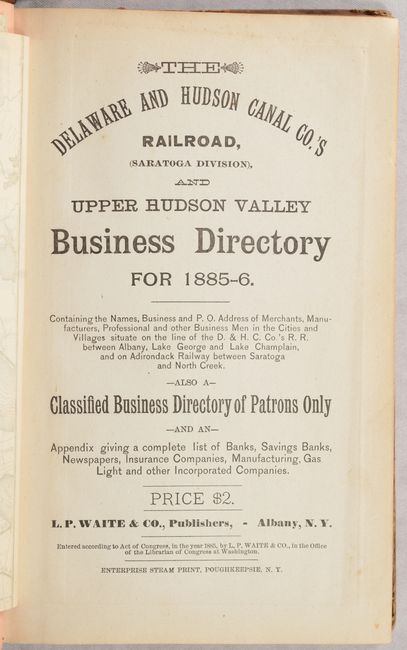 THE
DELAWARE AND HUDSON CANAL CO.'S
RAILROAD,
(SARATOGA DIVISION),
AND
UPPER HUDSON VALLEY
Business Directory
FOR 1885-6.
Containing the Names, Business and P. O. Address of Merchants, Manu-
facturers, Professional and other Business Men in the Cities and
Villages situate on the line of the D. & H. C. Co.'s R. R.
between Albany, Lake George and Lake Champlain,
and on Adirondack Railway between Saratoga
and North Creek.
—ALSO A—
Classified Business Directory of Patrons Only
—AND AN—
Appendix giving a complete list of Banks, Savings Banks,
Newspapers, Insurance Companies, Manufacturing, Gas
Light and other Incorporated Companies.
PRICE $2.
L. P. WAITE & CO., Publishers, - Albany, N. Y.
Entered according to Act of Congress, in the year 1885, by L. P. WAITE & CO., in the Office
of the Librarian of Congress at Washington.
ENTERPRISE STEAM PRINT, POUGHKEEPSIE, N. Y.